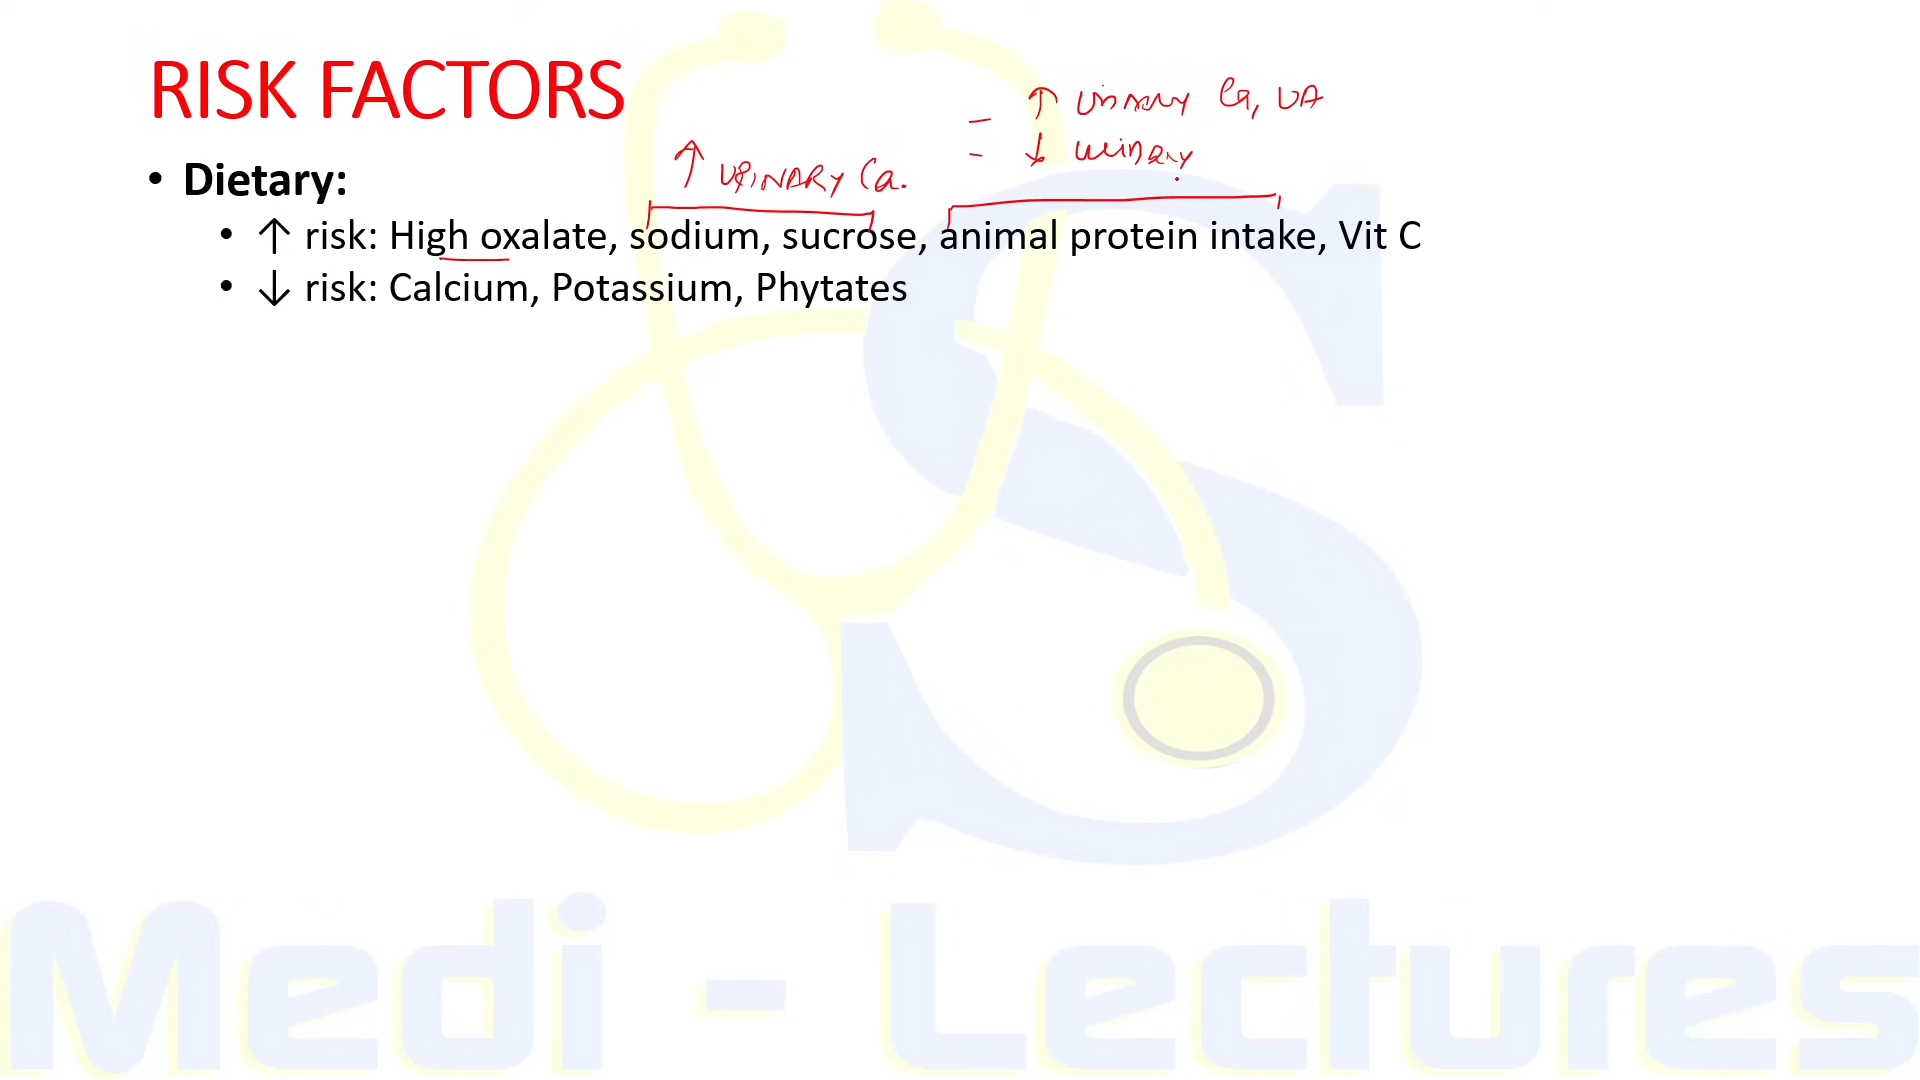 RISK FACTORS
- ↑ urinary Ca, UA
- ↓ urinary
↑ URINARY Ca.
• Dietary:
• ↑ risk: High oxalate, sodium, sucrose, animal protein intake, Vit C
• ↓ risk: Calcium, Potassium, Phytates
Medi - Lectures